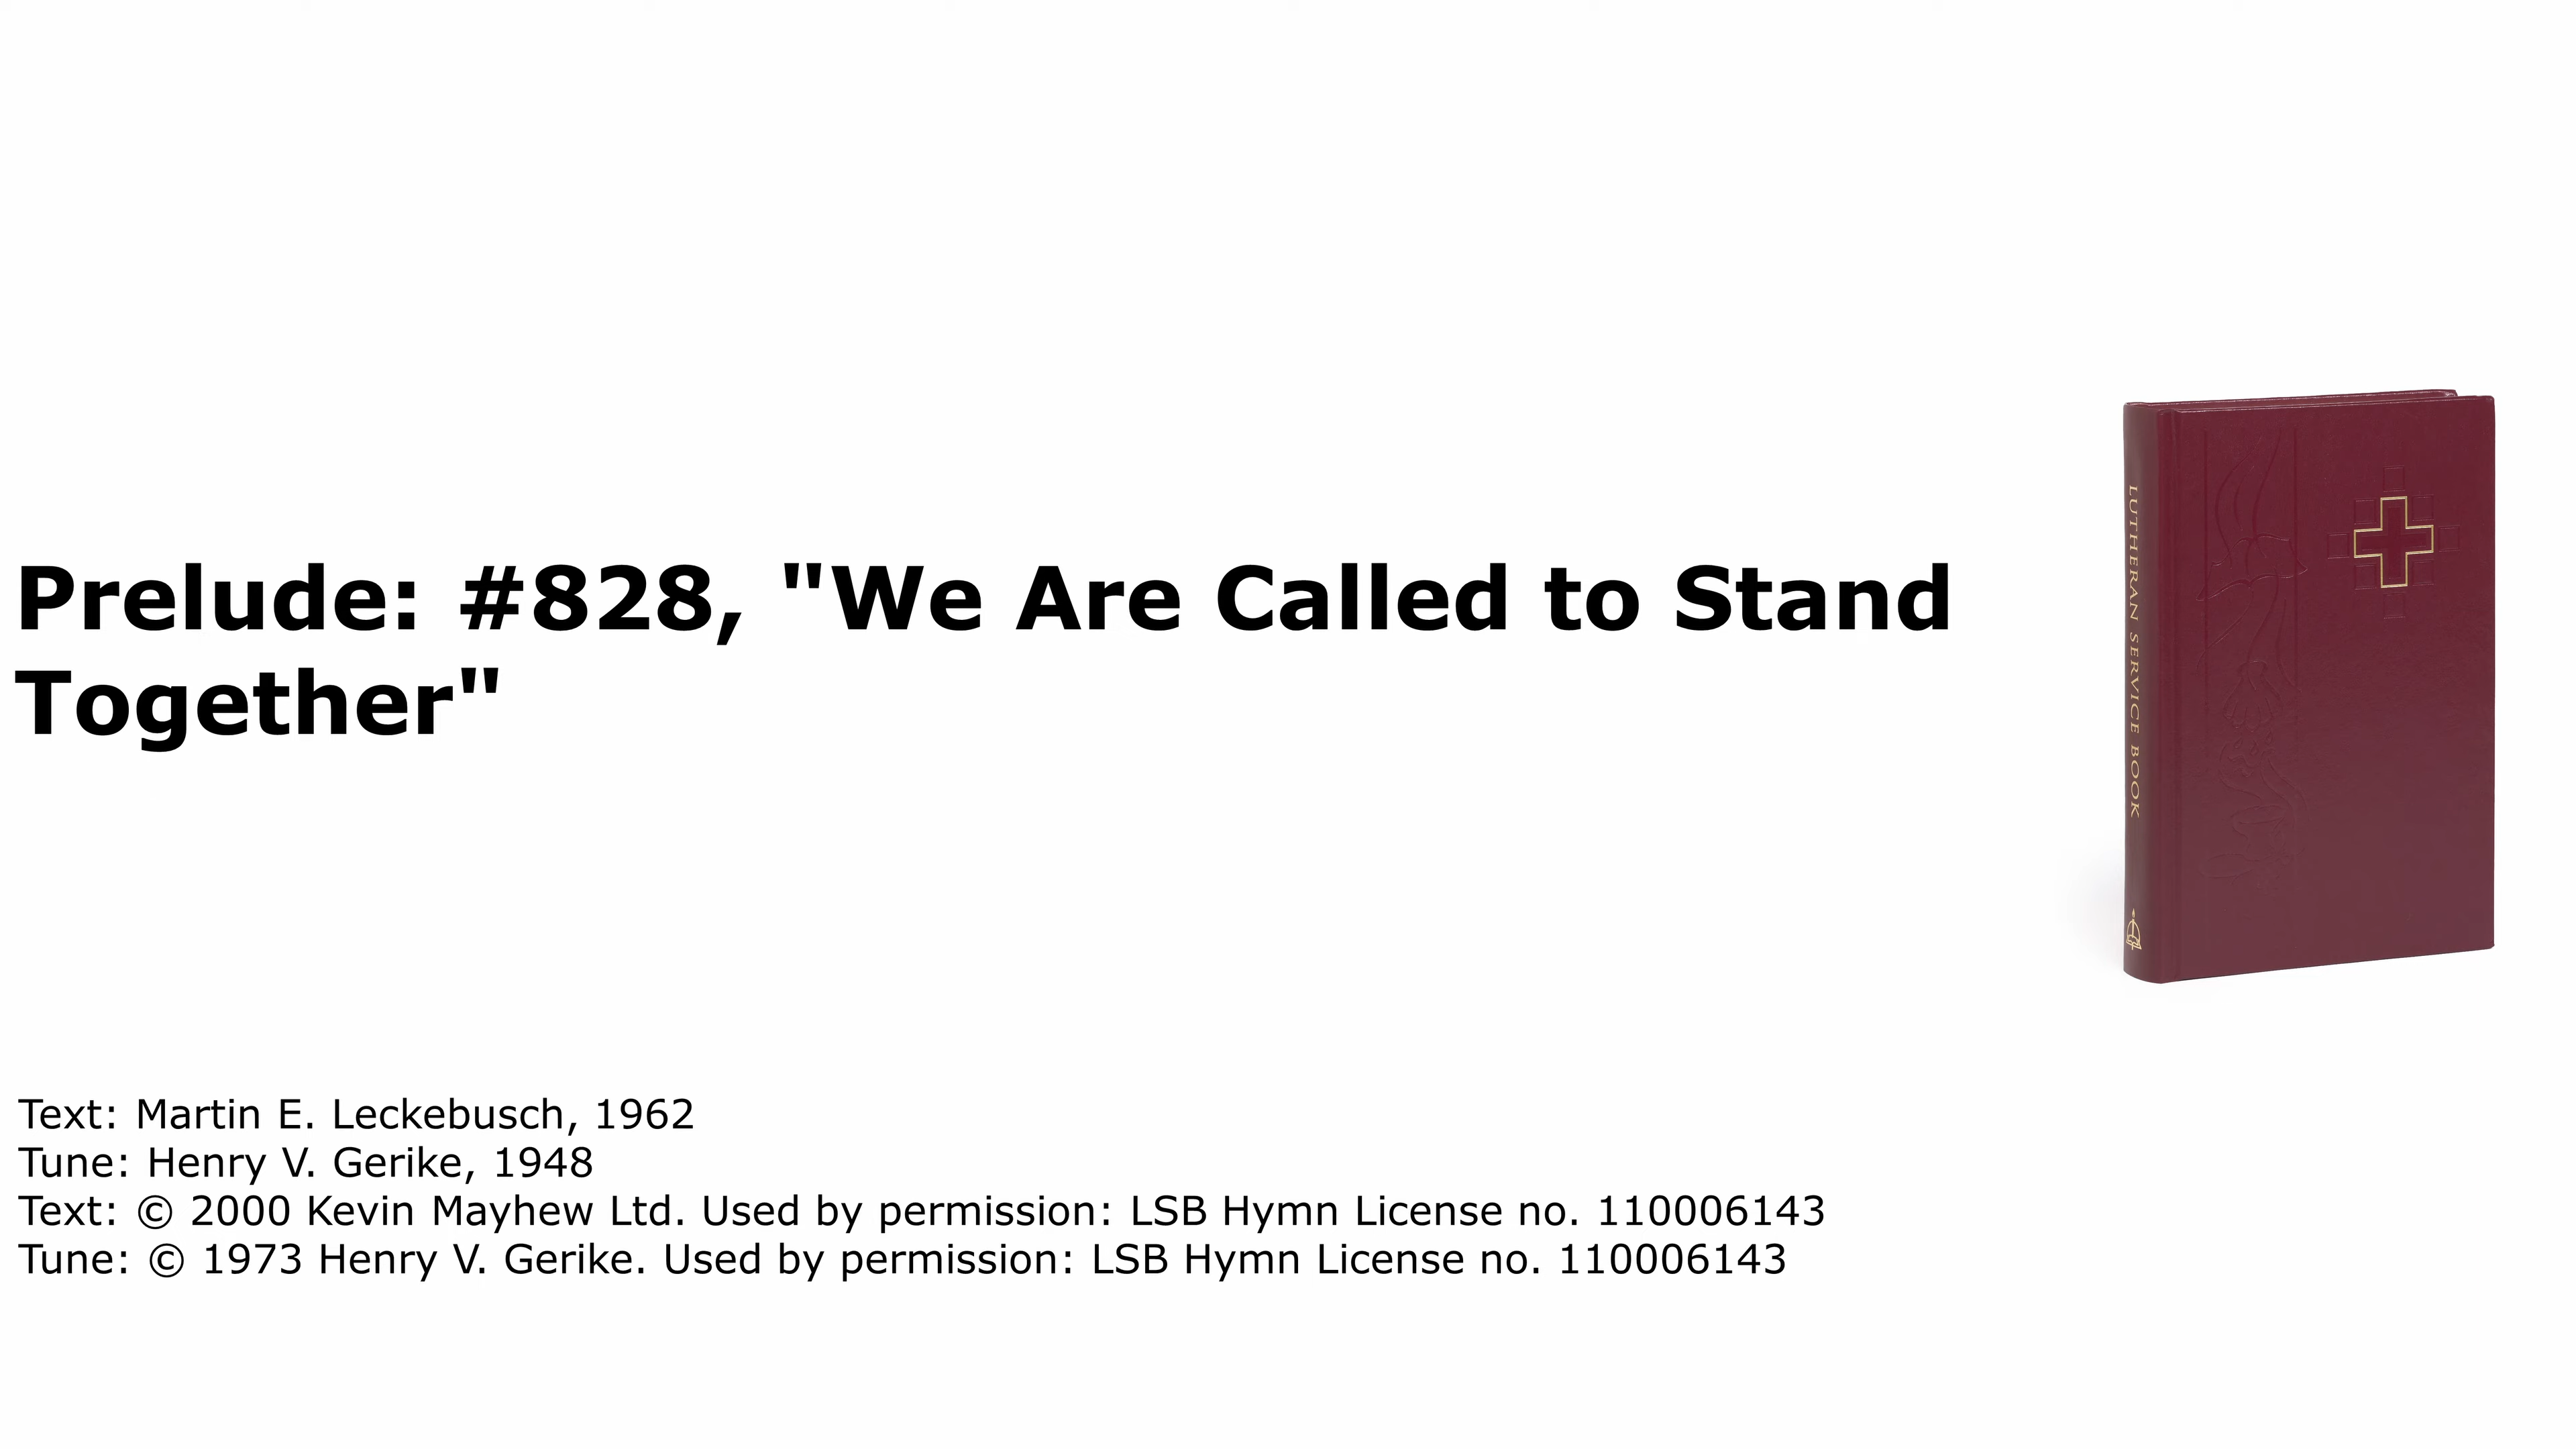 Prelude: #828, "We Are Called to Stand
Together"
LUTHERAN SERVICE BOOK
Text: Martin E. Leckebusch, 1962
Tune: Henry V. Gerike, 1948
Text: © 2000 Kevin Mayhew Ltd. Used by permission: LSB Hymn License no. 110006143
Tune: © 1973 Henry V. Gerike. Used by permission: LSB Hymn License no. 110006143